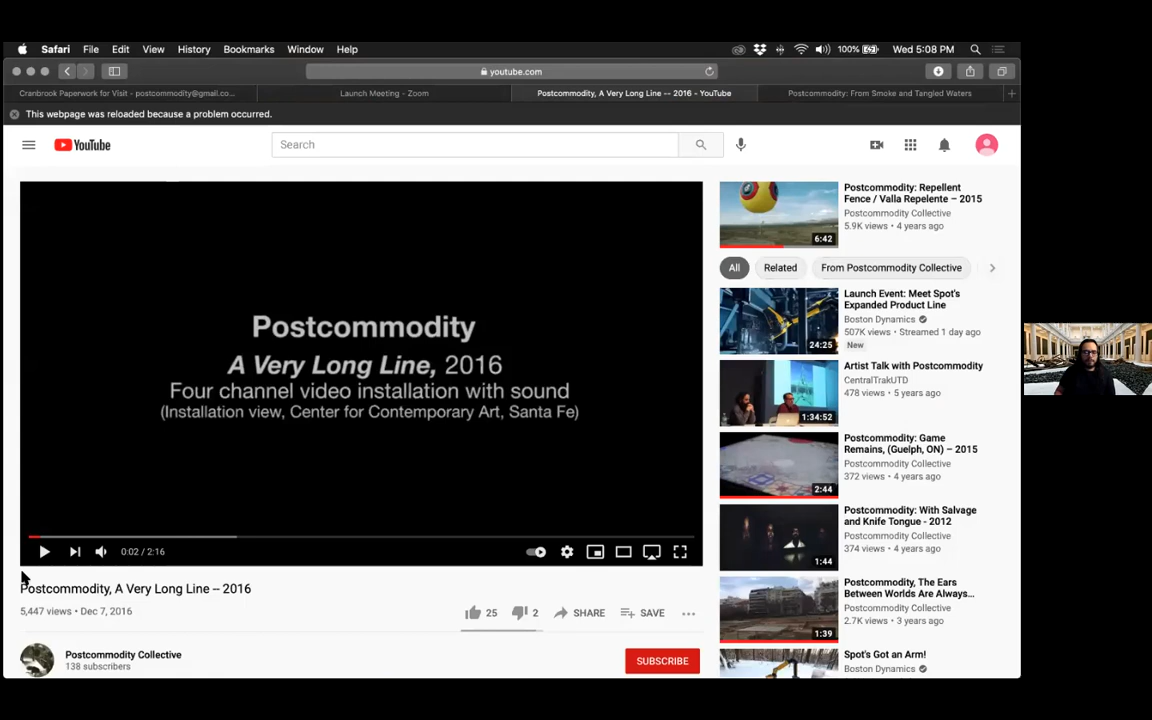 Safari File Edit View History Bookmarks Window Help
100% Wed 5:08 PM
youtube.com
Cranbrook Paperwork for Visit - postcommodity@gmail.co...
Launch Meeting - Zoom
Postcommodity, A Very Long Line -- 2016 - YouTube
Postcommodity: From Smoke and Tangled Waters
This webpage was reloaded because a problem occurred.
YouTube
Search
Postcommodity
A Very Long Line, 2016
Four channel video installation with sound
(Installation view, Center for Contemporary Art, Santa Fe)
0:02 / 2:16
Postcommodity, A Very Long Line -- 2016
5,447 views • Dec 7, 2016
25
2
SHARE
SAVE
Postcommodity Collective
138 subscribers
SUBSCRIBE
6:42
Postcommodity: Repellent
Fence / Valla Repelente – 2015
Postcommodity Collective
5.9K views • 4 years ago
All
Related
From Postcommodity Collective
24:25
Launch Event: Meet Spot's
Expanded Product Line
Boston Dynamics
507K views • Streamed 1 day ago
New
1:34:52
Artist Talk with Postcommodity
CentralTrakUTD
478 views • 5 years ago
2:44
Postcommodity: Game
Remains, (Guelph, ON) – 2015
Postcommodity Collective
372 views • 4 years ago
1:44
Postcommodity: With Salvage
and Knife Tongue - 2012
Postcommodity Collective
374 views • 4 years ago
1:39
Postcommodity, The Ears
Between Worlds Are Always...
Postcommodity Collective
2.7K views • 3 years ago
Spot's Got an Arm!
Boston Dynamics